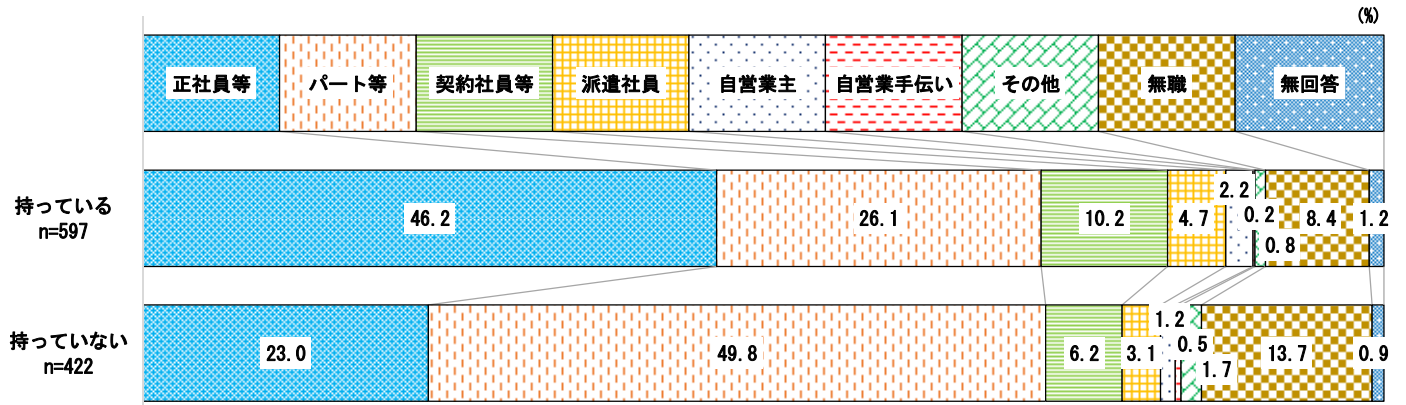 (%)
正社員等 パート等 契約社員等 派遣社員 自営業主 自営業手伝い その他 無職 無回答
持っている
n=597
46.2 26.1 10.2 4.7 2.2 0.2 0.8 8.4 1.2
持っていない
n=422
23.0 49.8 6.2 3.1 1.2 0.5 1.7 13.7 0.9